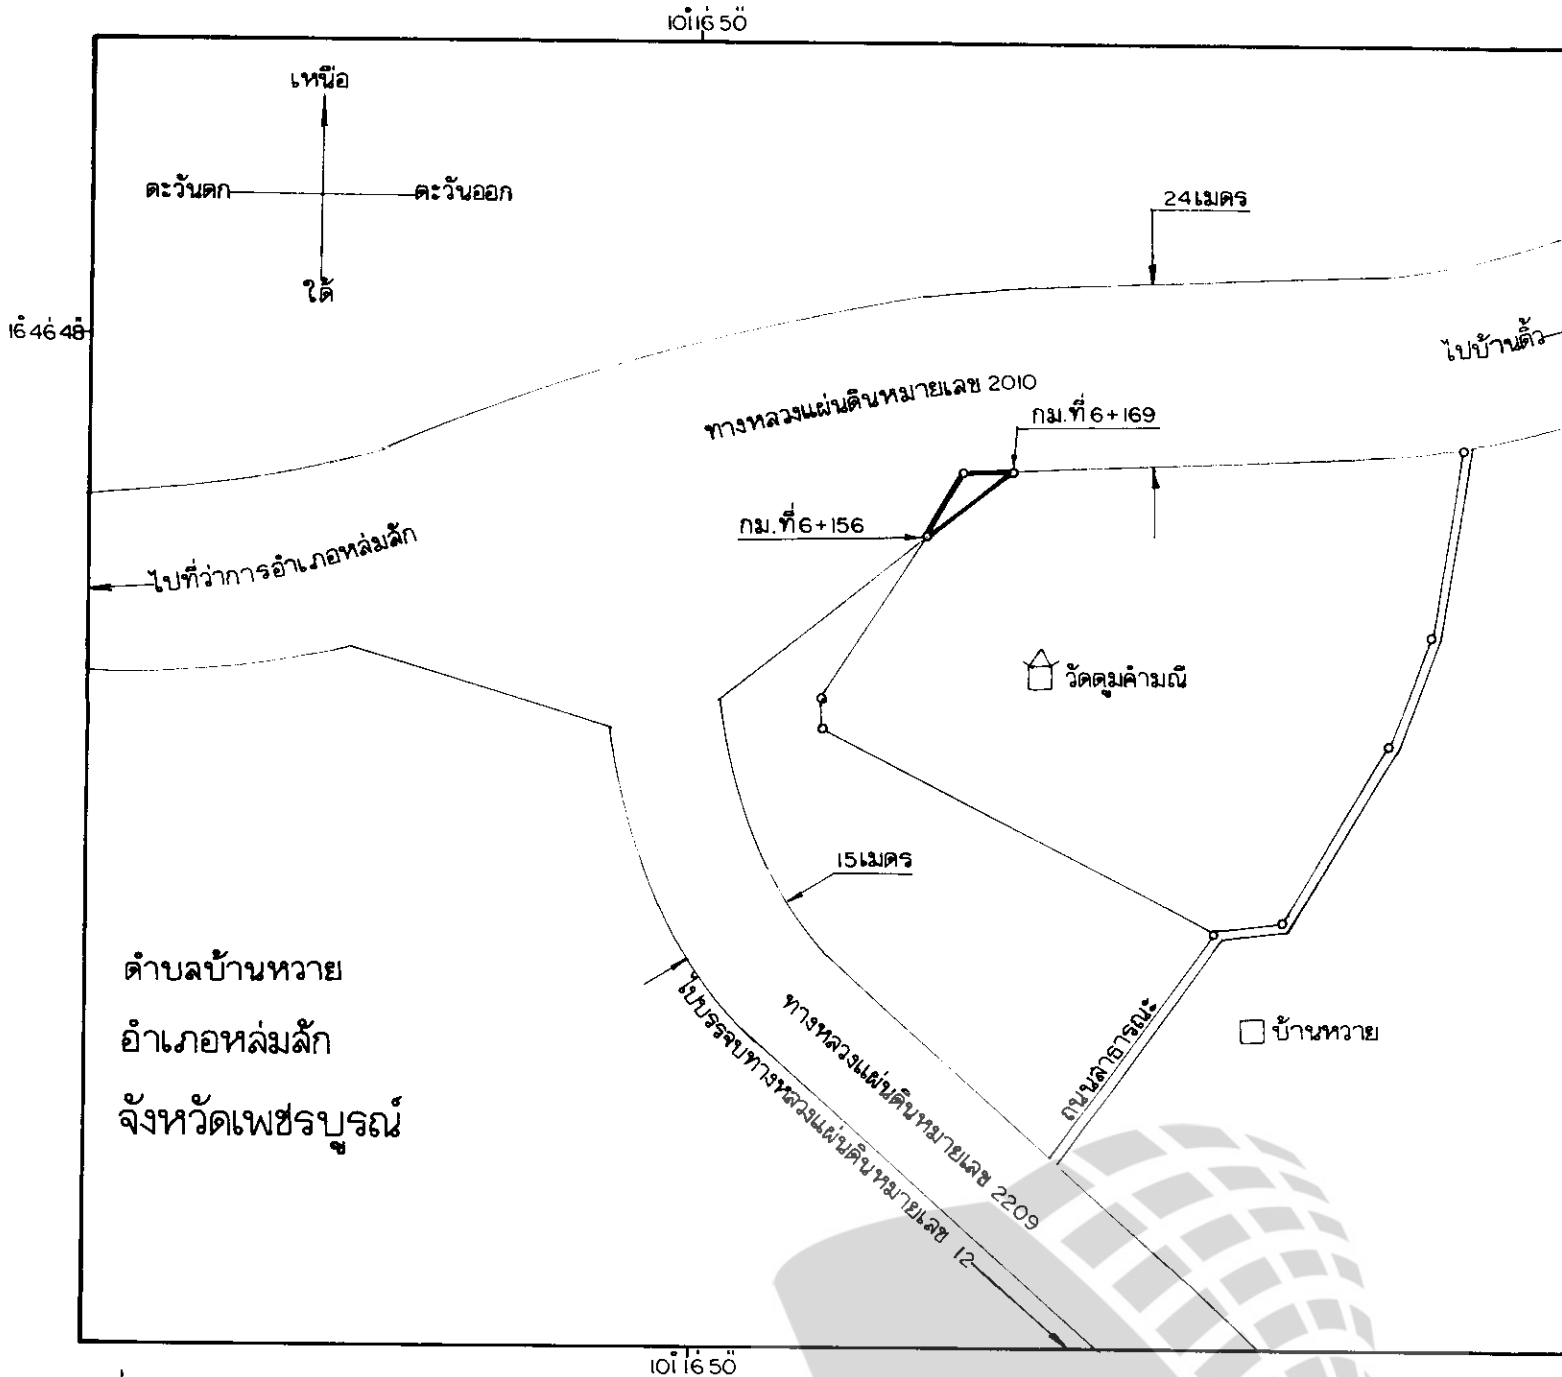 101°16′50″
เหนือ
ตะวันตก
ตะวันออก
ใต้
24 เมตร
16°46′48″
ไปบ้านติ้ว
ทางหลวงแผ่นดินหมายเลข 2010
กม.ที่ 6+169
กม.ที่ 6+156
ไปที่ว่าการอำเภอหล่มสัก
วัดตูมคำมณี
15 เมตร
ตำบลบ้านหวาย
อำเภอหล่มสัก
จังหวัดเพชรบูรณ์
ไปบรรจบทางหลวงแผ่นดินหมายเลข 12
ทางหลวงแผ่นดินหมายเลข 2209
ถนนสาธารณะ
บ้านหวาย
101°16′50″